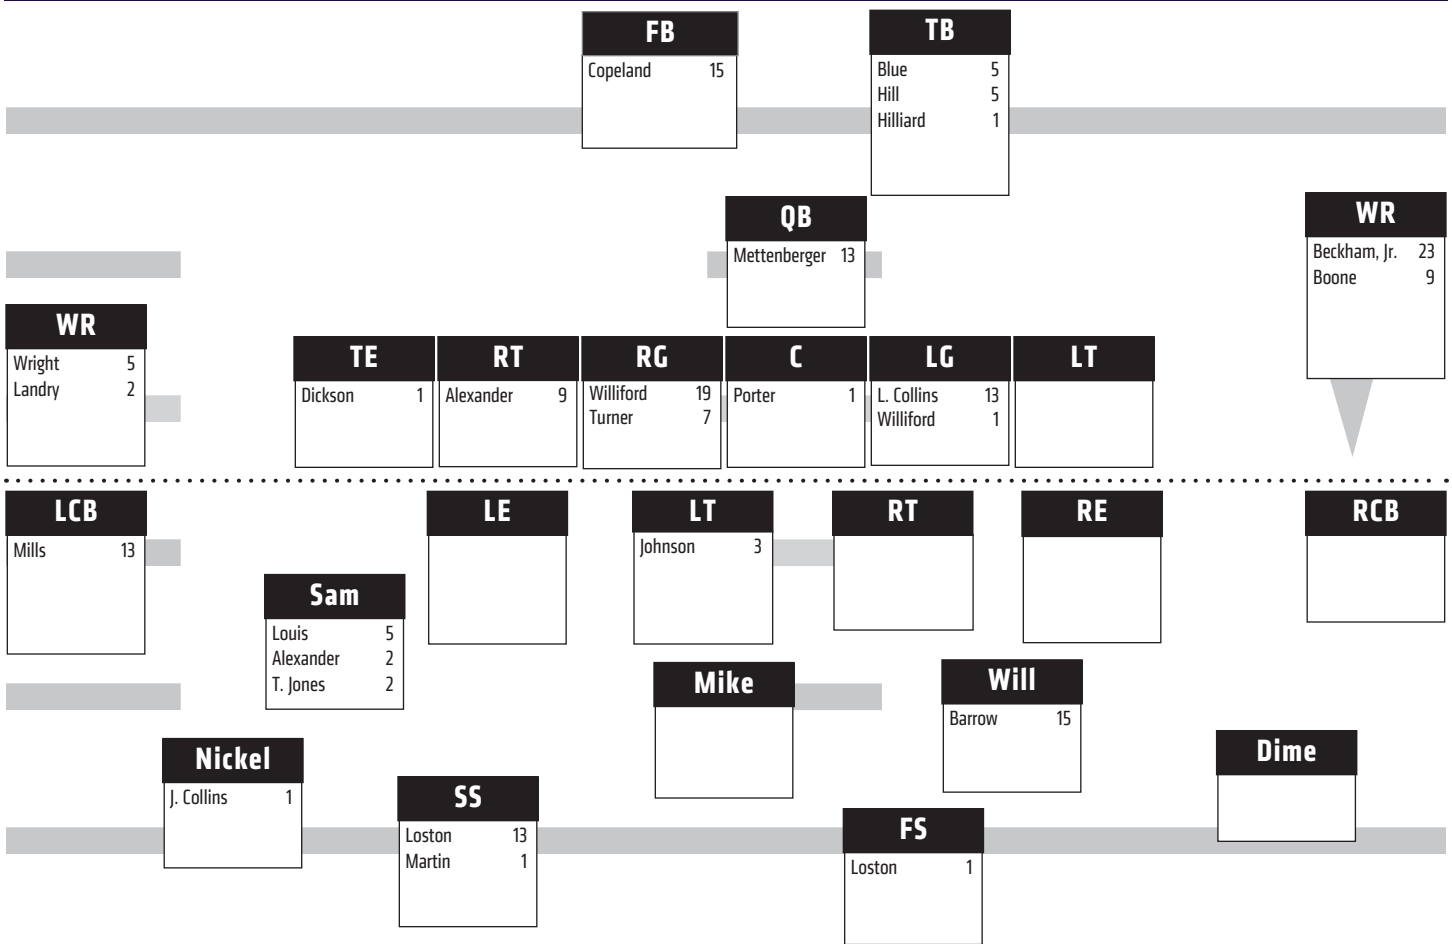 FB
Copeland 15
TB
Blue 5
Hill 5
Hilliard 1
QB
Mettenberger 13
WR
Beckham, Jr. 23
Boone 9
WR
Wright 5
Landry 2
TE
Dickson 1
RT
Alexander 9
RG
Williford 19
Turner 7
C
Porter 1
LG
L. Collins 13
Williford 1
LT
LCB
Mills 13
LE
LT
Johnson 3
RT
RE
RCB
Sam
Louis 5
Alexander 2
T. Jones 2
Mike
Will
Barrow 15
Nickel
J. Collins 1
SS
Loston 13
Martin 1
FS
Loston 1
Dime